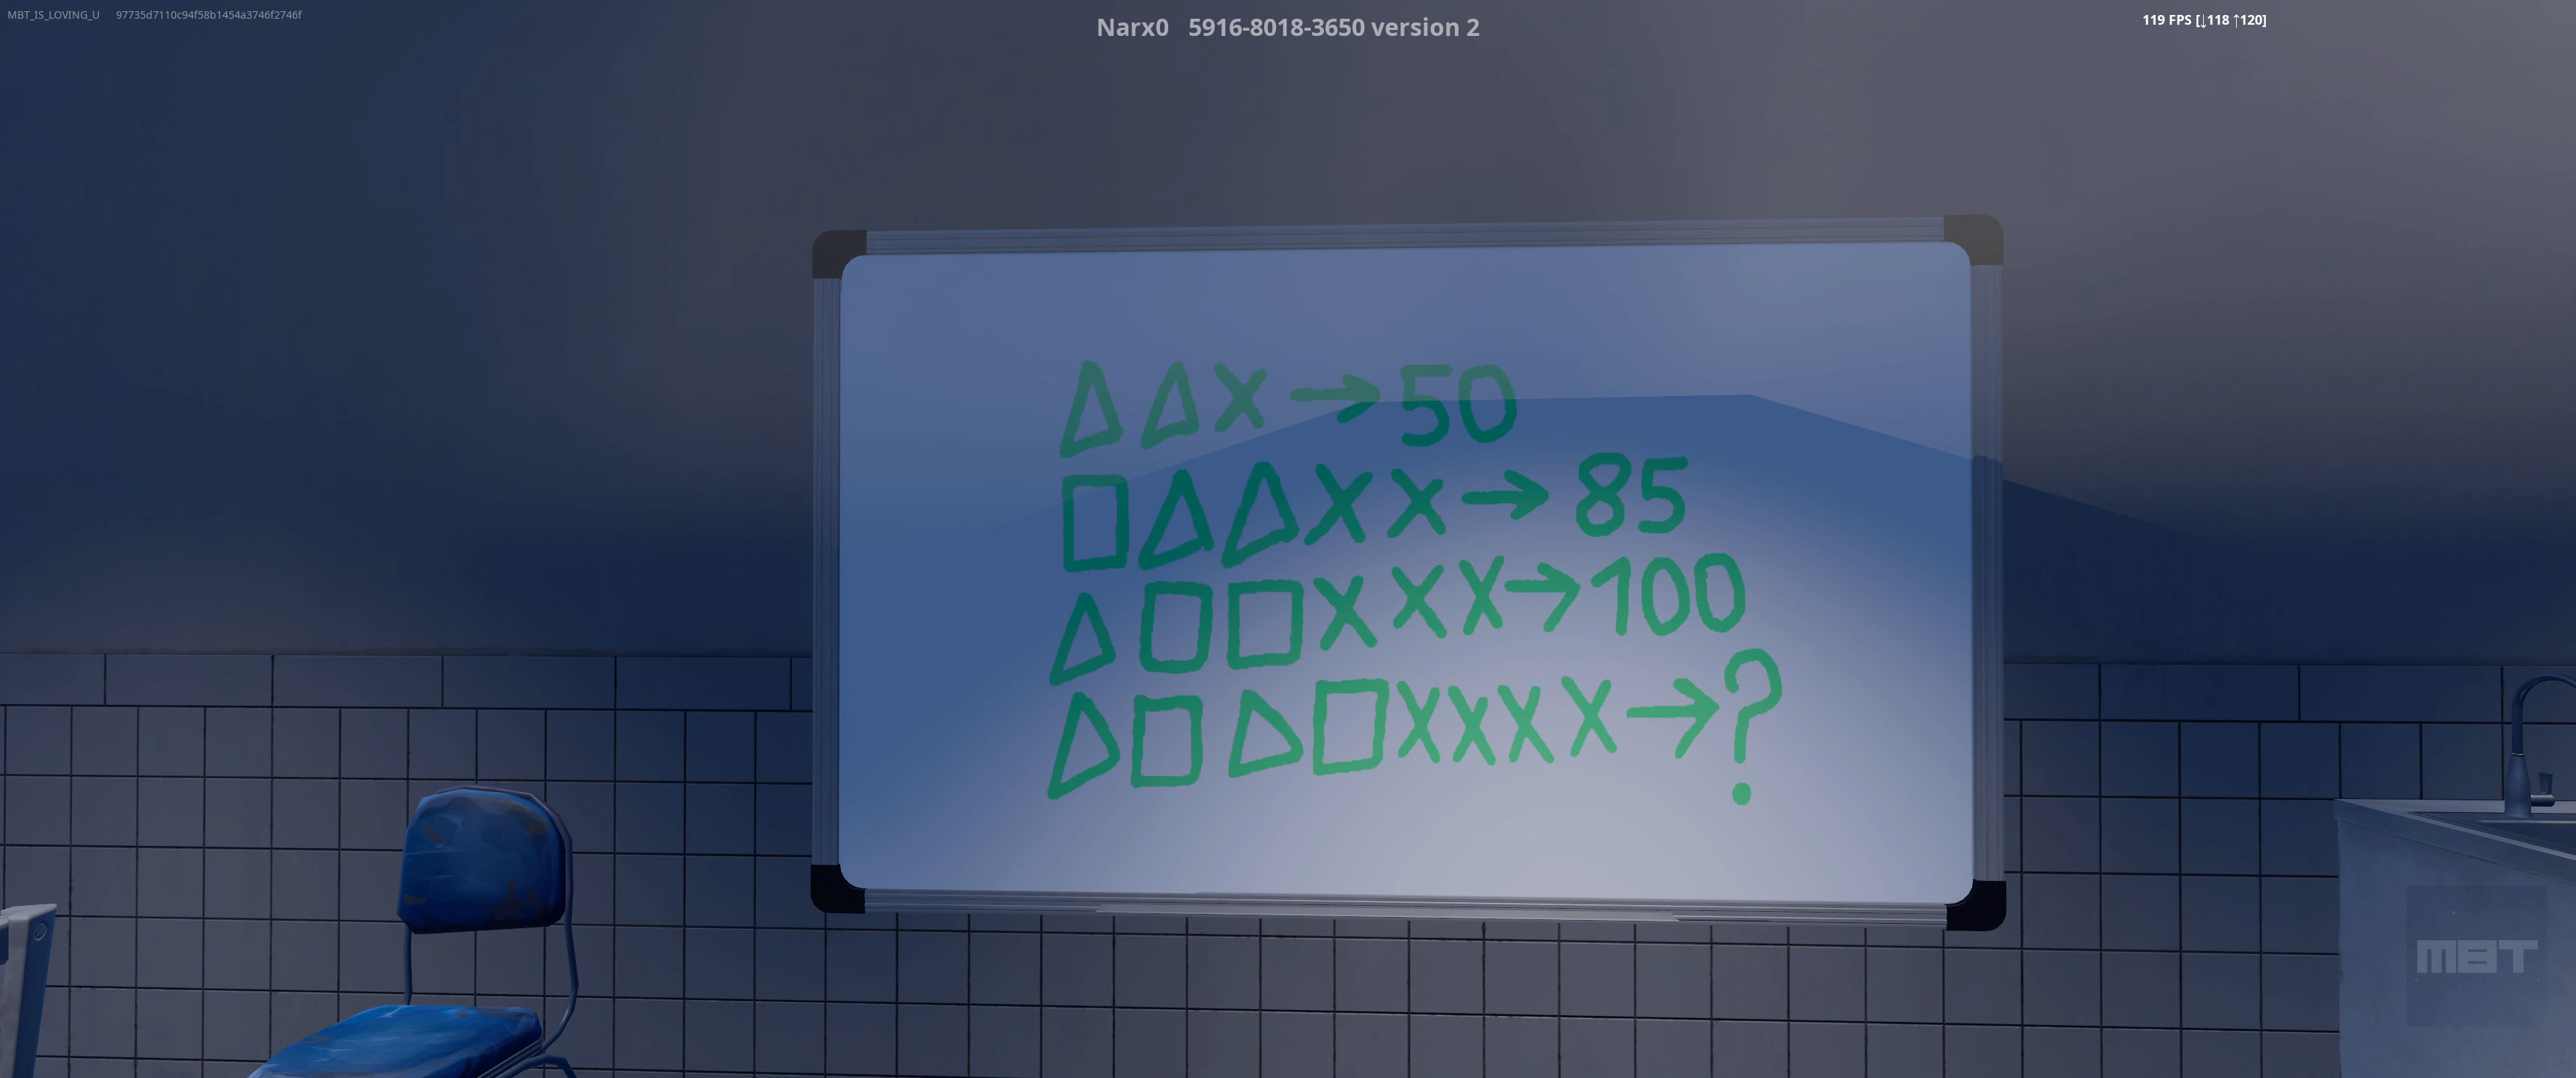 MBT_IS_LOVING_U 97735d7110c94f58b1454a3746f2746f
Narx0 5916-8018-3650 version 2
119 FPS [↓118 ↑120]
△△X→50
□△△XX→85
△□□XXX→100
△□△□XXXX→?
MBT